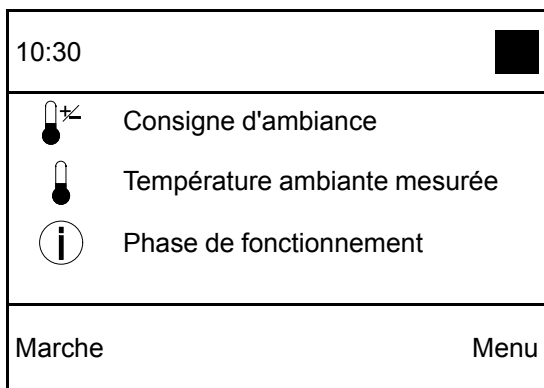 10:30
Consigne d'ambiance
Température ambiante mesurée
Phase de fonctionnement
Marche Menu